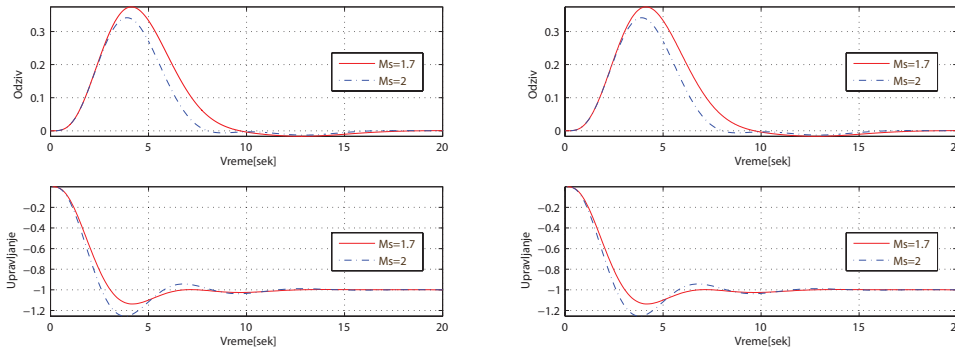 0.3
0.2
0.1
0
Odziv
Ms=1.7
Ms=2
0 5 10 15 20
Vreme[sek]
−0.2
−0.4
−0.6
−0.8
−1
−1.2
Upravljanje
Ms=1.7
Ms=2
0 5 10 15 20
Vreme[sek]
0.3
0.2
0.1
0
Odziv
Ms=1.7
Ms=2
0 5 10 15 2
Vreme[sek]
−0.2
−0.4
−0.6
−0.8
−1
−1.2
Upravljanje
Ms=1.7
Ms=2
0 5 10 15 2
Vreme[sek]